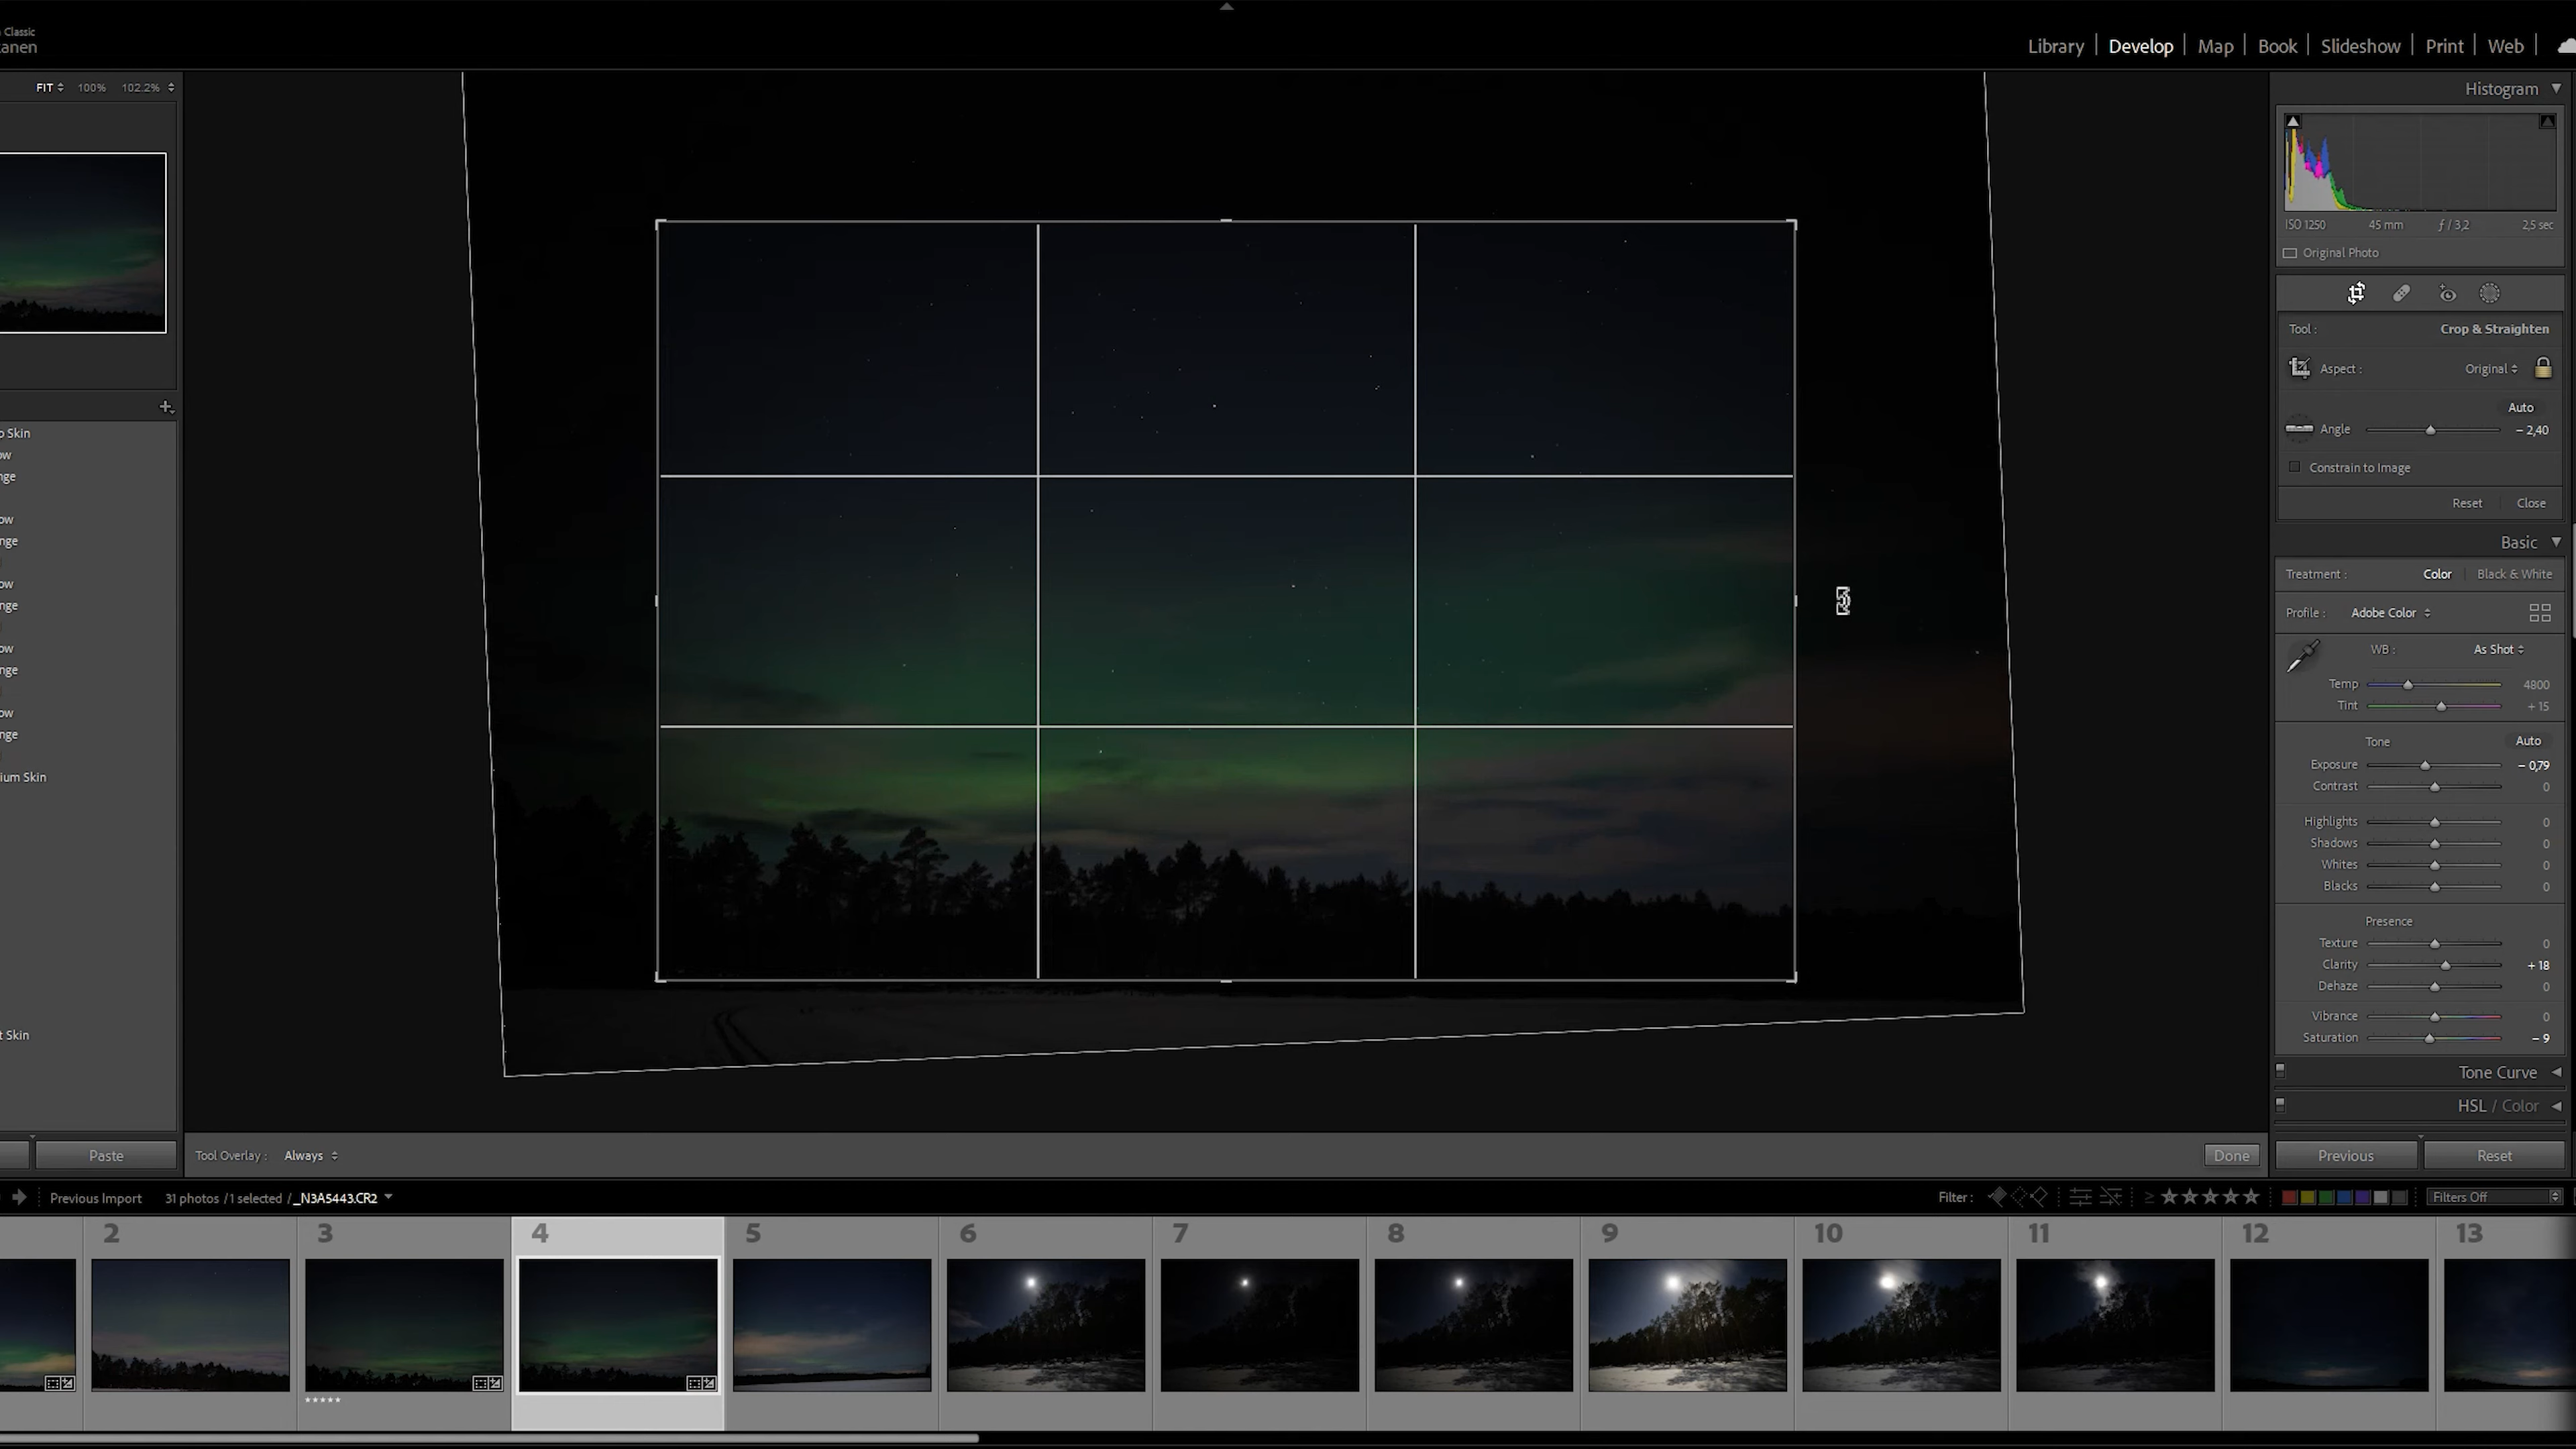 Classic
anen
Library | Develop | Map | Book | Slideshow | Print | Web |
FIT 100% 102.2%
Skin
ow
nge
ow
nge
ow
nge
ow
nge
ow
nge
ium Skin
t Skin
Paste
Tool Overlay : Always
Done
Histogram
ISO 1250 45 mm ƒ / 3,2 2,5 sec
Original Photo
Tool : Crop & Straighten
Aspect : Original
Auto
Angle - 2,40
Constrain to Image
Reset Close
Basic
Treatment : Color | Black & White
Profile : Adobe Color
WB : As Shot
Temp 4800
Tint + 15
Tone Auto
Exposure - 0,79
Contrast 0
Highlights 0
Shadows 0
Whites 0
Blacks 0
Presence
Texture 0
Clarity + 18
Dehaze 0
Vibrance 0
Saturation - 9
Tone Curve
HSL / Color
Previous Reset
Previous Import 31 photos / 1 selected / _N3A5443.CR2
Filter : Filters Off
2 3 4 5 6 7 8 9 10 11 12 13